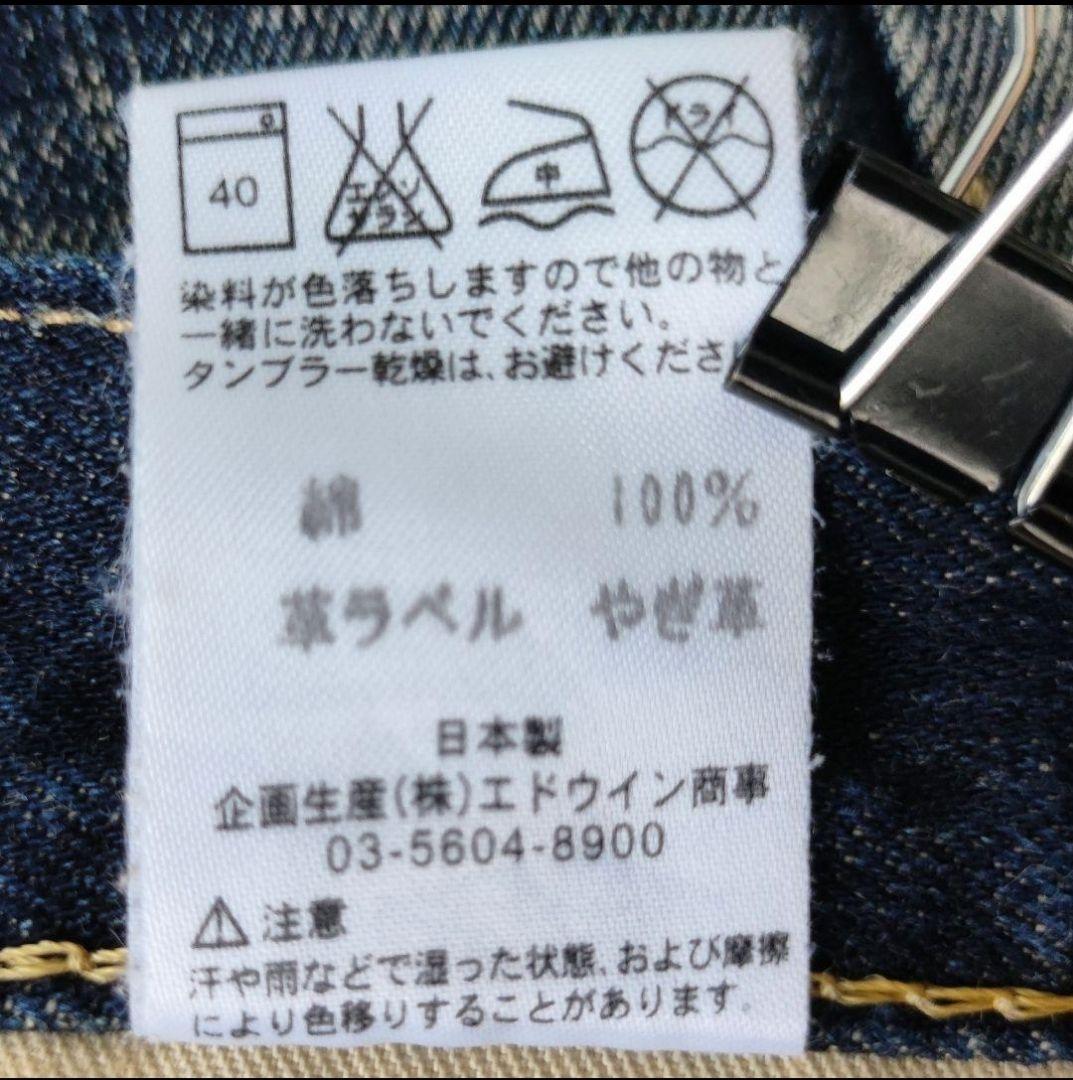 40
エンソ
サラシ
中
ドライ
染料が色落ちしますので他の物と
一緒に洗わないでください。
タンブラー乾燥は、お避けくださ
綿 100%
革ラベル やぎ革
日本製
企画生産(株)エドウイン商事
03-5604-8900
注意
汗や雨などで湿った状態、および摩擦
により色移りすることがあります。